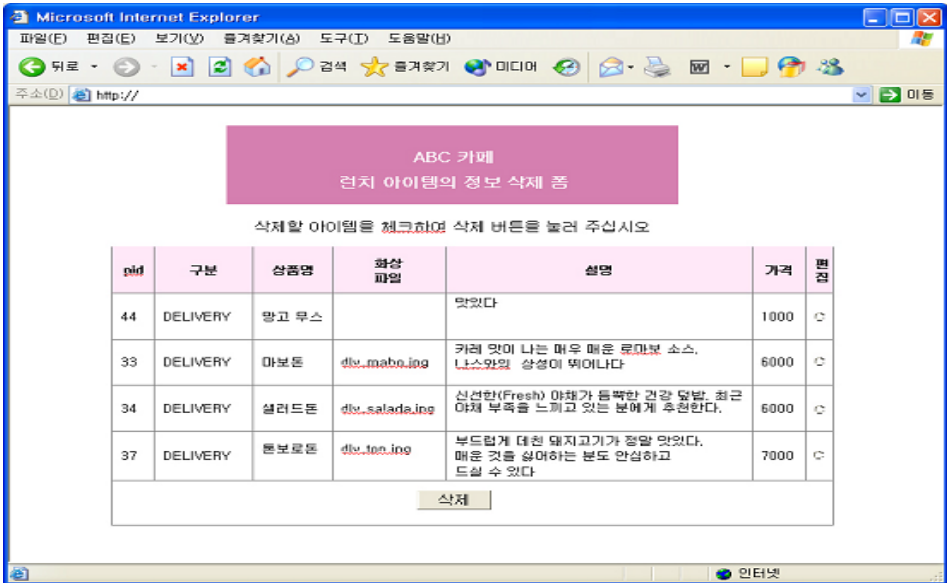 Microsoft Internet Explorer
파일(F) 편집(E) 보기(V) 즐겨찾기(A) 도구(T) 도움말(H)
뒤로 검색 즐겨찾기 미디어
주소(D) http:// 이동
ABC 카페
런치 아이템의 정보 삭제 폼
삭제할 아이템을 체크하여 삭제 버튼을 눌러 주십시오
pid 구분 상품명 화상 파일 설명 가격 편집
44 DELIVERY 망고 무스 맛있다 1000
33 DELIVERY 마보돈 dlv_mabo.jpg 카레 맛이 나는 매우 매운 로마보 소스,
나스와의 상성이 뛰어나다 6000
34 DELIVERY 샐러드돈 dlv_salada.jpg 신선한(Fresh) 야채가 듬뿍한 건강 덮밥, 최근
야채 부족을 느끼고 있는 분에게 추천한다. 6000
37 DELIVERY 톤보로돈 dlv_ton.jpg 부드럽게 데친 돼지고기가 정말 맛있다.
매운 것을 싫어하는 분도 안심하고
드실 수 있다 7000
삭제
인터넷